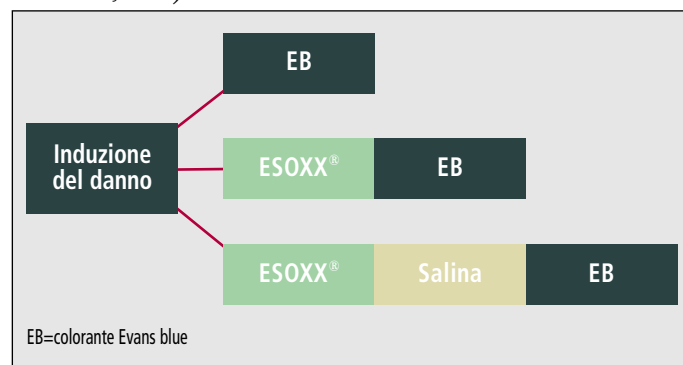 EB
Induzione
del danno
ESOXX® EB
ESOXX® Salina EB
EB=colorante Evans blue